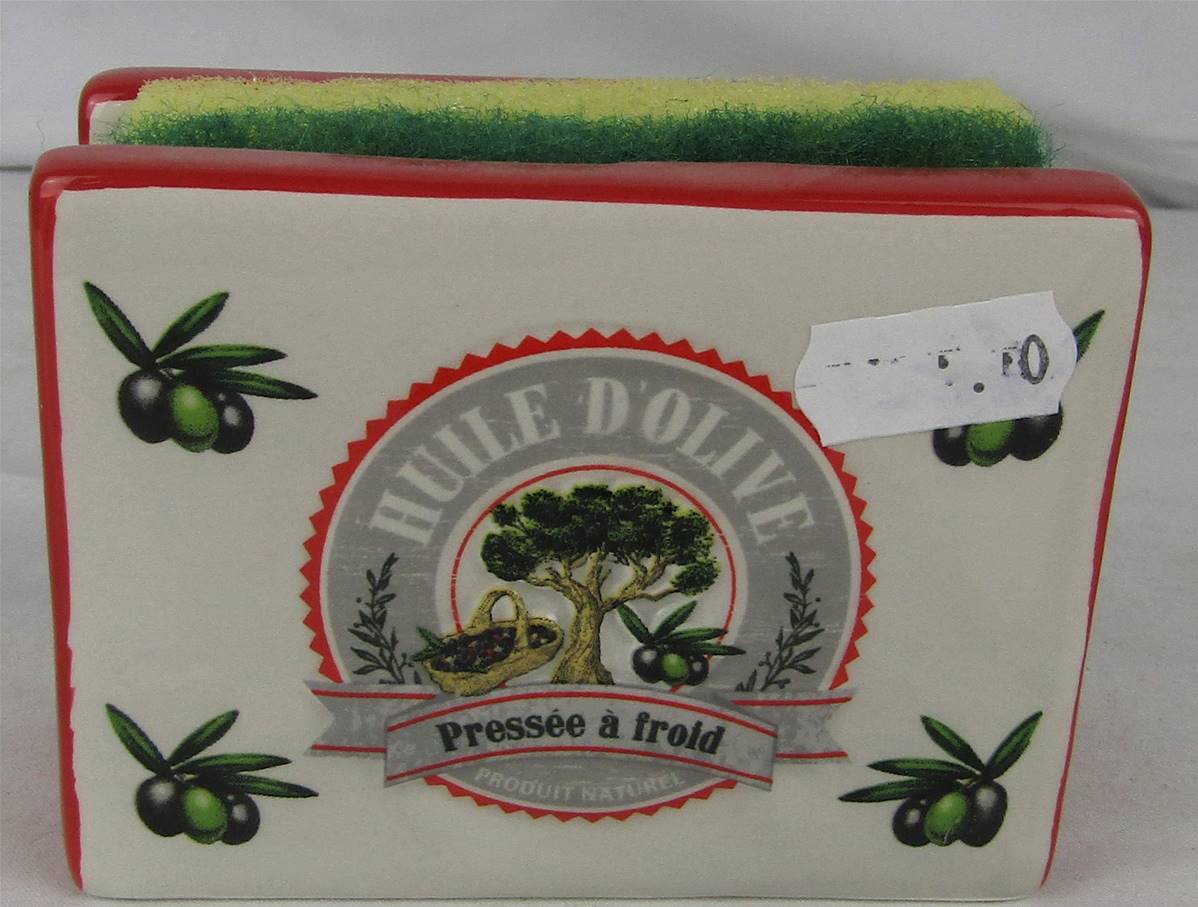 HUILE D'OLIVE
Pressée à froid
PRODUIT NATUREL